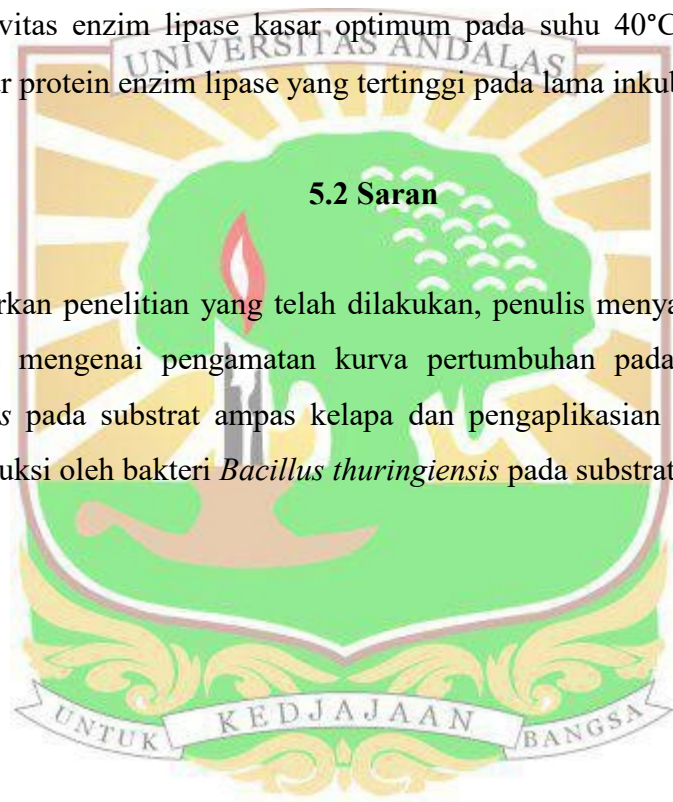 vitas enzim lipase kasar optimum pada suhu 40°C
UNIVERSITAS ANDALAS
r protein enzim lipase yang tertinggi pada lama inkub
5.2 Saran
rkan penelitian yang telah dilakukan, penulis menya
mengenai pengamatan kurva pertumbuhan pada
s pada substrat ampas kelapa dan pengaplikasian
uksi oleh bakteri Bacillus thuringiensis pada substrat
UNTUK KEDJAJAAN BANGSA